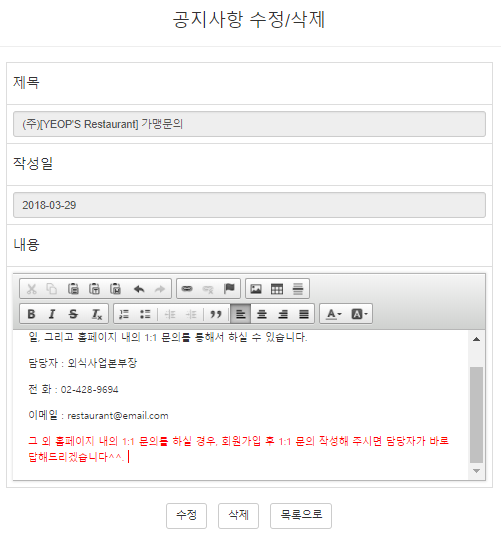 공지사항 수정/삭제
제목
(주)[YEOP'S Restaurant] 가맹문의
작성일
2018-03-29
내용
B I S Tx
A A
일, 그리고 홈페이지 내의 1:1 문의를 통해서 하실 수 있습니다.
담당자 : 외식사업본부장
전 화 : 02-428-9694
이메일 : restaurant@email.com
그 외 홈페이지 내의 1:1 문의를 하실 경우, 회원가입 후 1:1 문의 작성해 주시면 담당자가 바로
답해드리겠습니다^^.
수정 삭제 목록으로